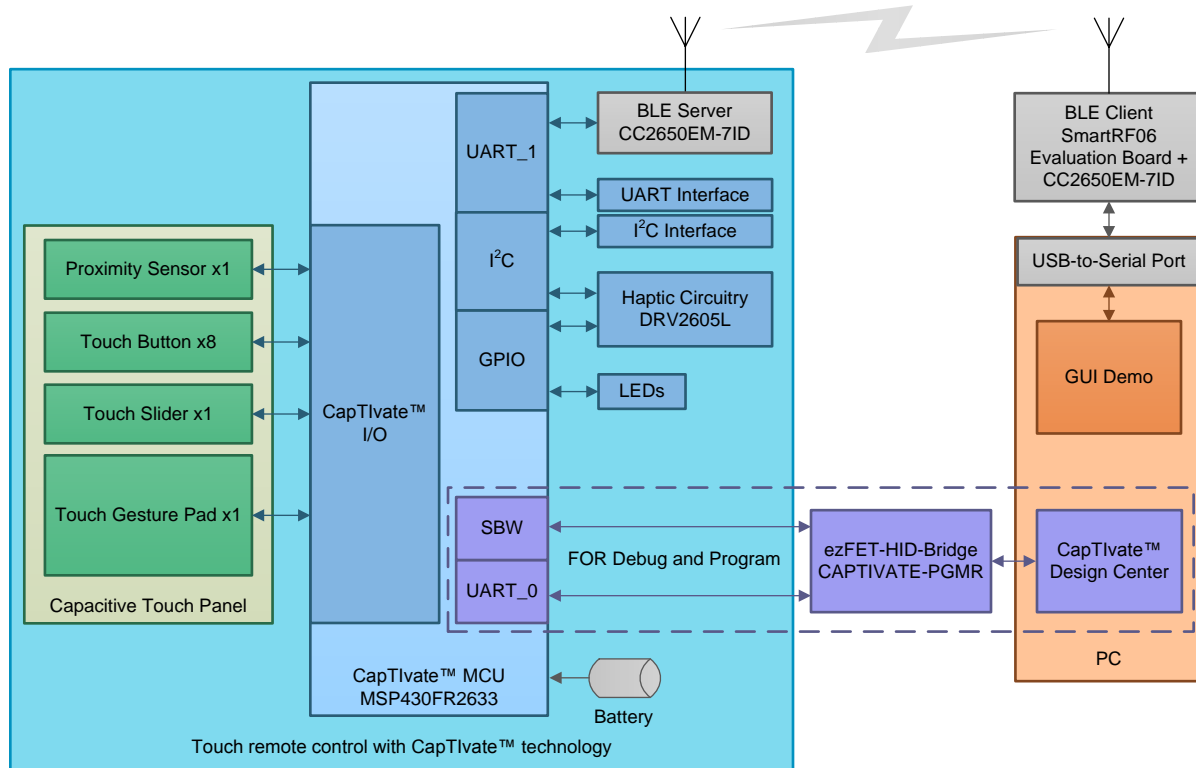 BLE Server
CC2650EM-7ID
BLE Client
SmartRF06
Evaluation Board +
CC2650EM-7ID
UART_1
UART Interface
I²C Interface
I²C
Proximity Sensor x1
USB-to-Serial Port
Haptic Circuitry
DRV2605L
Touch Button x8
GPIO
GUI Demo
LEDs
Touch Slider x1
CapTIvate™
I/O
Touch Gesture Pad x1
SBW
FOR Debug and Program
ezFET-HID-Bridge
CAPTIVATE-PGMR
CapTIvate™
Design Center
UART_0
Capacitive Touch Panel
PC
CapTIvate™ MCU
MSP430FR2633
Battery
Touch remote control with CapTIvate™ technology